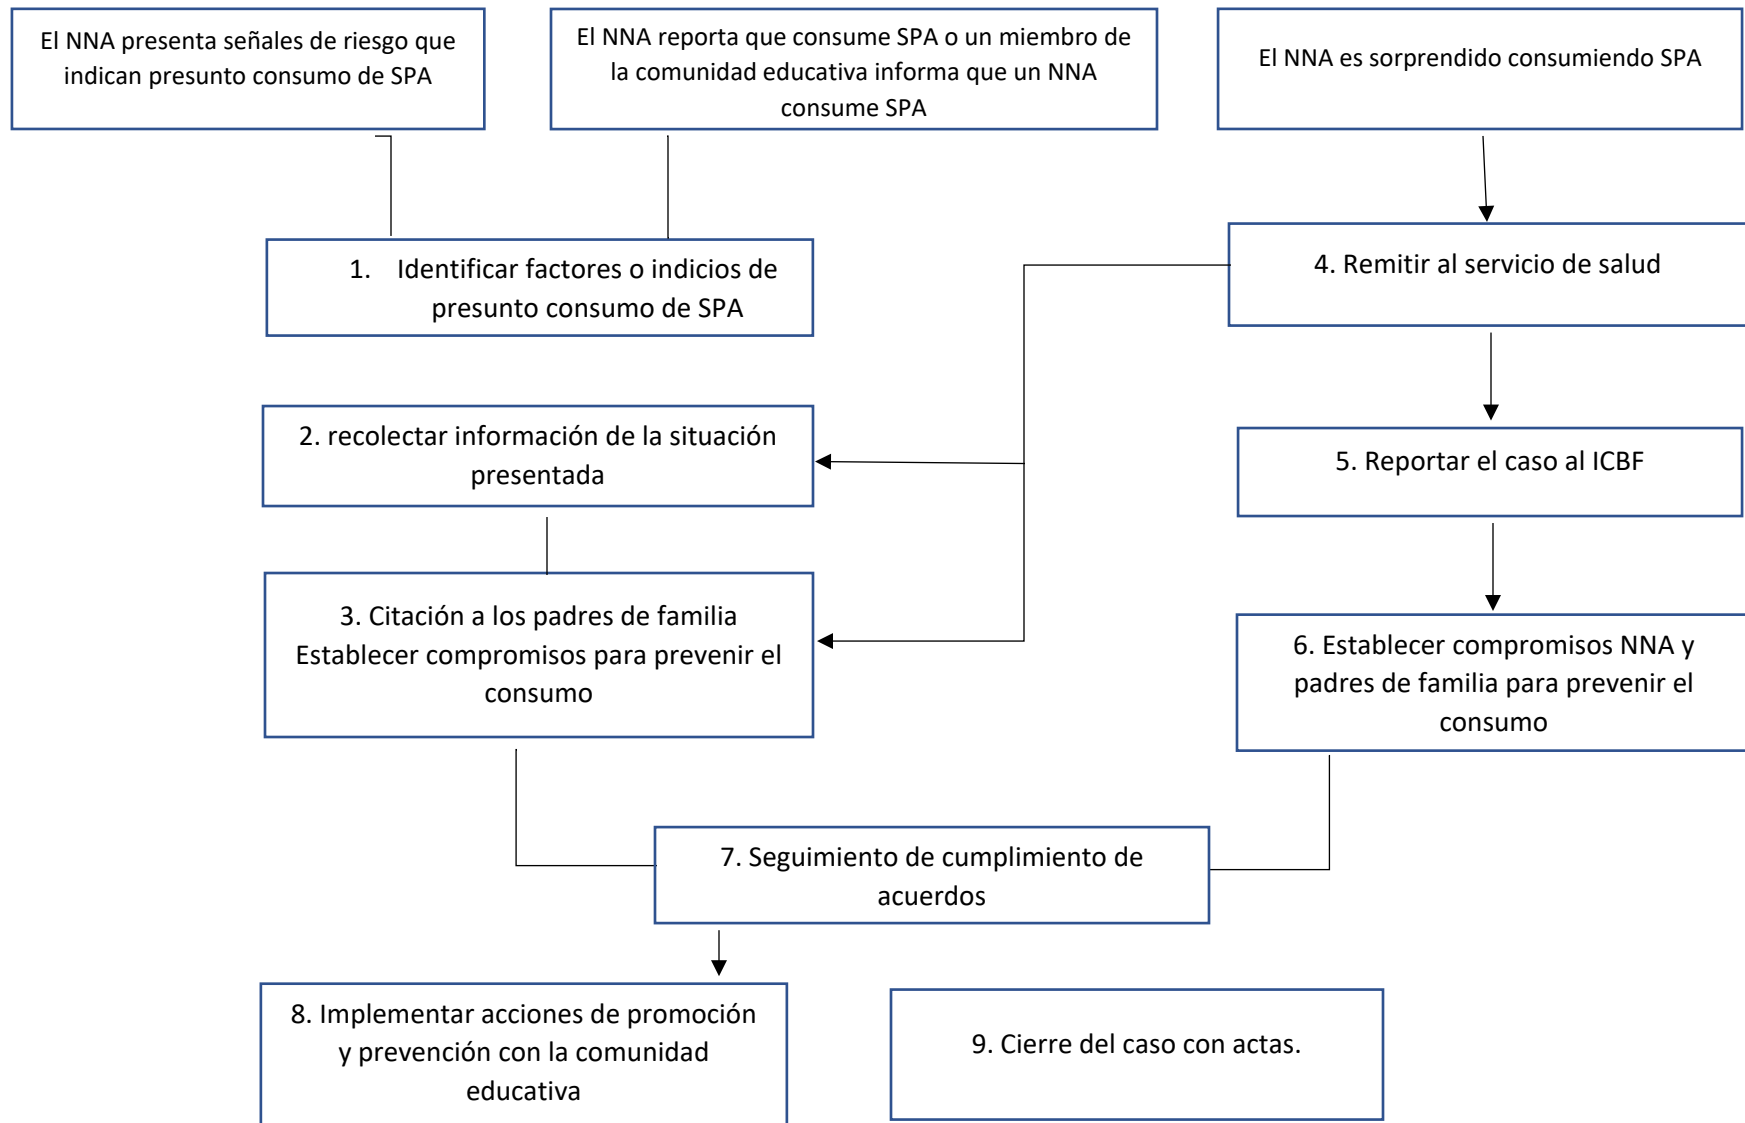 El NNA presenta señales de riesgo que
indican presunto consumo de SPA
El NNA reporta que consume SPA o un miembro de
la comunidad educativa informa que un NNA
consume SPA
El NNA es sorprendido consumiendo SPA
1. Identificar factores o indicios de
presunto consumo de SPA
4. Remitir al servicio de salud
2. recolectar información de la situación
presentada
5. Reportar el caso al ICBF
3. Citación a los padres de familia
Establecer compromisos para prevenir el
consumo
6. Establecer compromisos NNA y
padres de familia para prevenir el
consumo
7. Seguimiento de cumplimiento de
acuerdos
8. Implementar acciones de promoción
y prevención con la comunidad
educativa
9. Cierre del caso con actas.